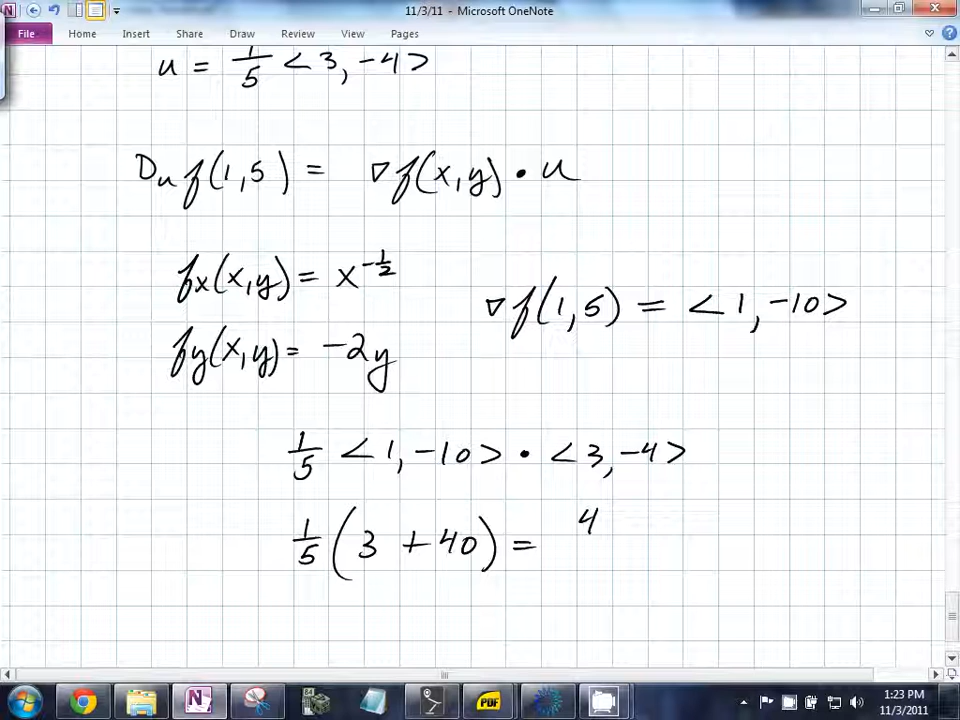 11/3/11 - Microsoft OneNote
File Home Insert Share Draw Review View Pages
u = 1/5 <3, -4>
Duf(1,5) = ∇f(x,y) • u
fx(x,y) = x^-1/2
∇f(1,5) = <1, -10>
fy(x,y) = -2y
1/5 <1, -10> • <3, -4>
1/5 (3 + 40) = 4
PDF
1:23 PM
11/3/2011